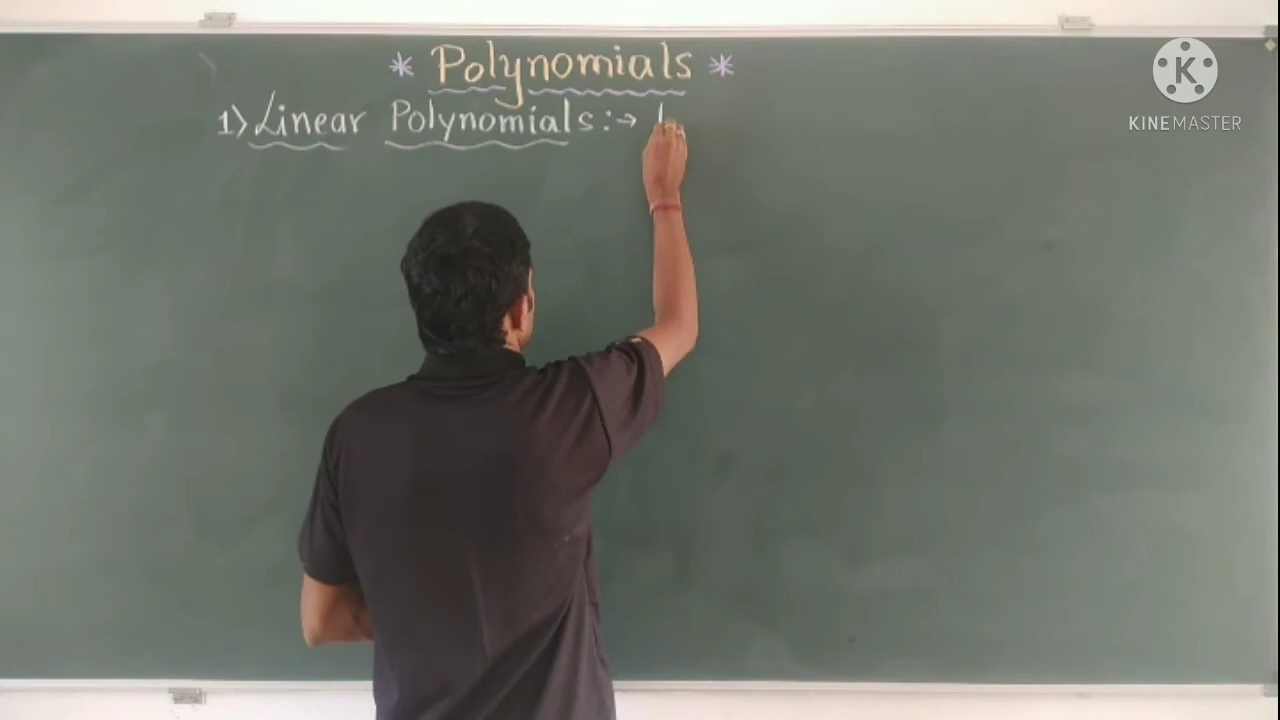 * Polynomials *
1) Linear Polynomials :→
K
KINEMASTER